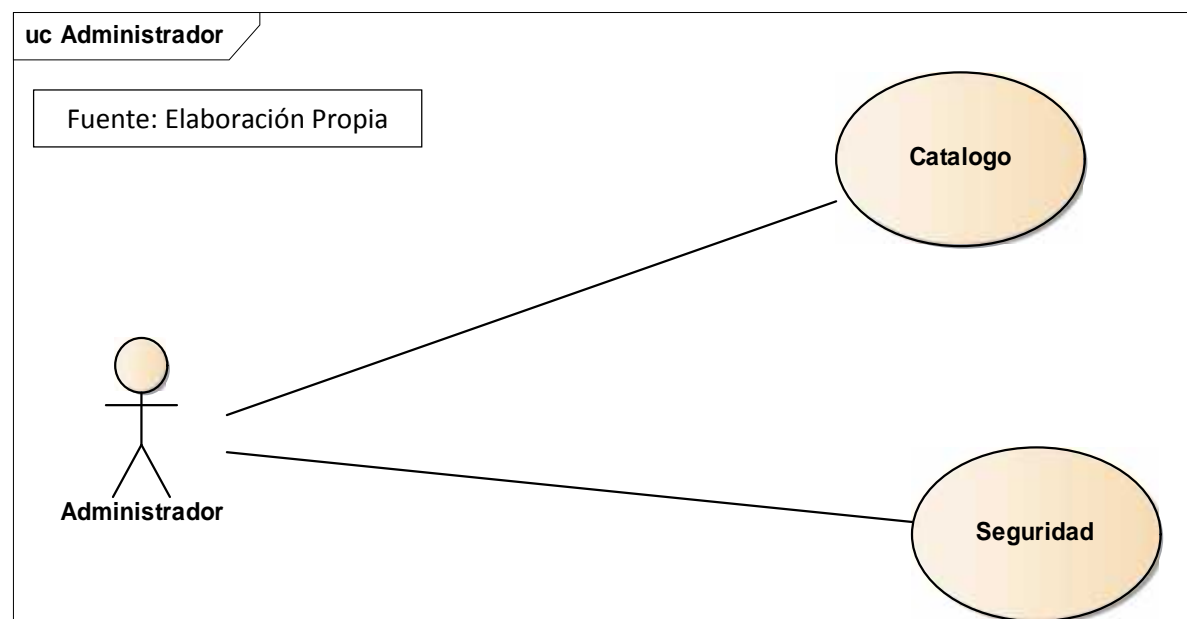 uc Administrador
Fuente: Elaboración Propia
Catalogo
Administrador
Seguridad